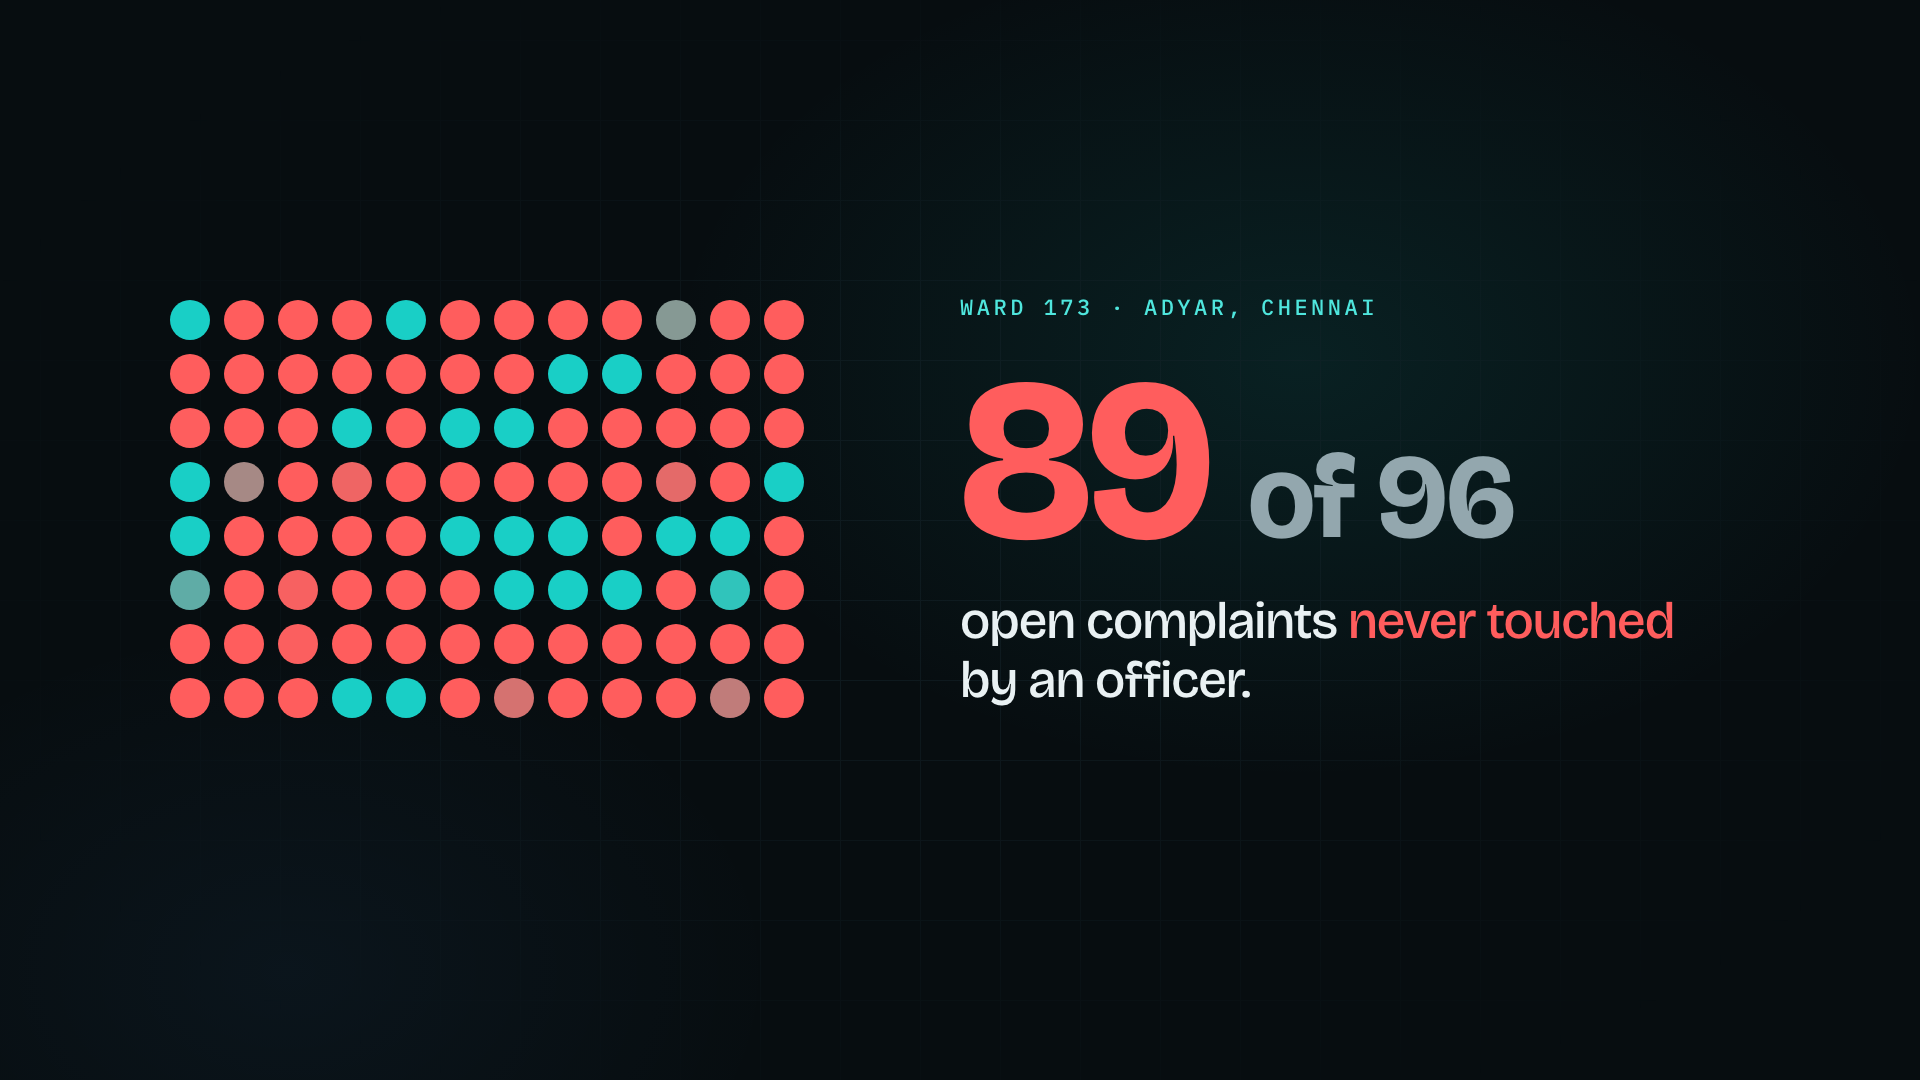 WARD 173 · ADYAR, CHENNAI
89 of 96
open complaints never touched
by an officer.